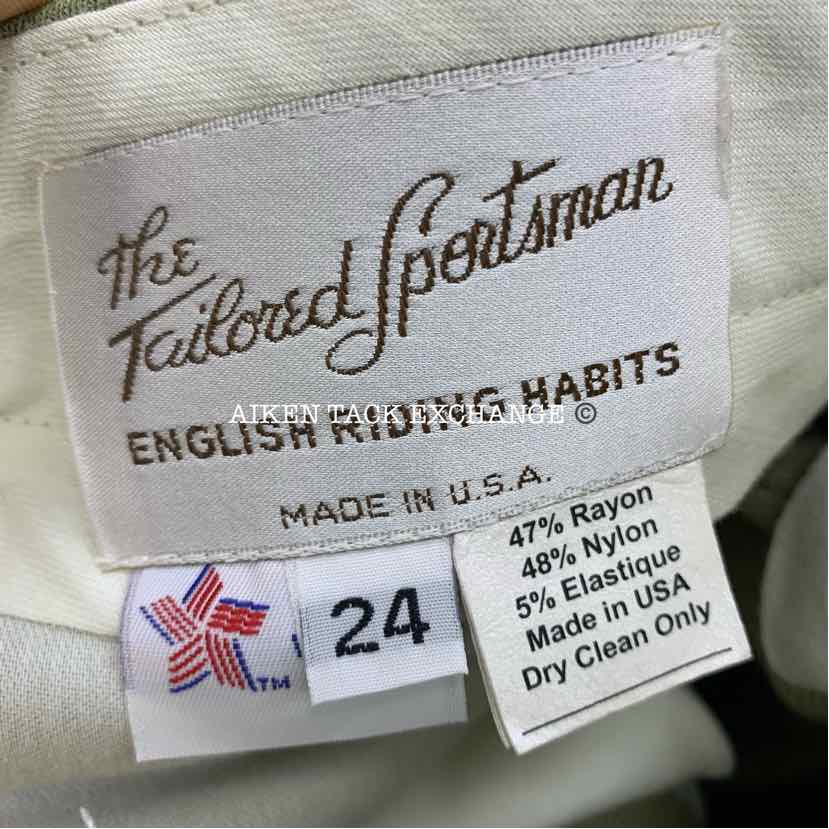 The
Tailored Sportsman
ENGLISH RIDING HABITS
AIKEN TACK EXCHANGE ©
MADE IN U.S.A.
TM
24
47% Rayon
48% Nylon
5% Elastique
Made in USA
Dry Clean Only